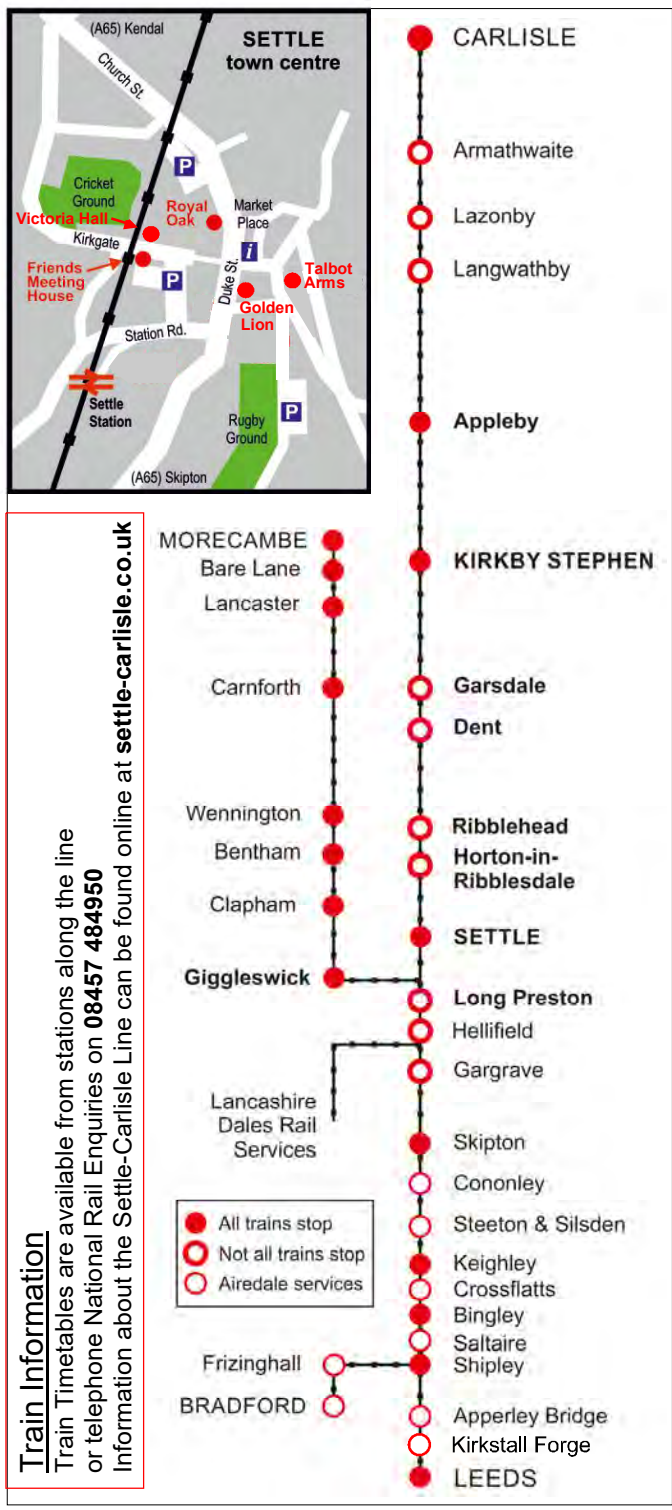 (A65) Kendal
SETTLE
town centre
Church St.
P
Cricket
Ground
Royal
Oak
Market
Place
Victoria Hall
Kirkgate
i
Friends
Meeting
House
P
Duke St.
Talbot
Arms
Golden
Lion
Station Rd.
Settle
Station
Rugby
Ground
P
(A65) Skipton
CARLISLE
Armathwaite
Lazonby
Langwathby
Appleby
KIRKBY STEPHEN
Garsdale
Dent
Ribblehead
Horton-in-
Ribblesdale
SETTLE
Long Preston
Hellifield
Gargrave
Skipton
Cononley
Steeton & Silsden
Keighley
Crossflatts
Bingley
Saltaire
Shipley
Apperley Bridge
Kirkstall Forge
LEEDS
MORECAMBE
Bare Lane
Lancaster
Carnforth
Wennington
Bentham
Clapham
Giggleswick
Lancashire
Dales Rail
Services
All trains stop
Not all trains stop
Airedale services
Frizinghall
BRADFORD
Train Information
Train Timetables are available from stations along the line
or telephone National Rail Enquiries on 08457 484950
Information about the Settle-Carlisle Line can be found online at settle-carlisle.co.uk